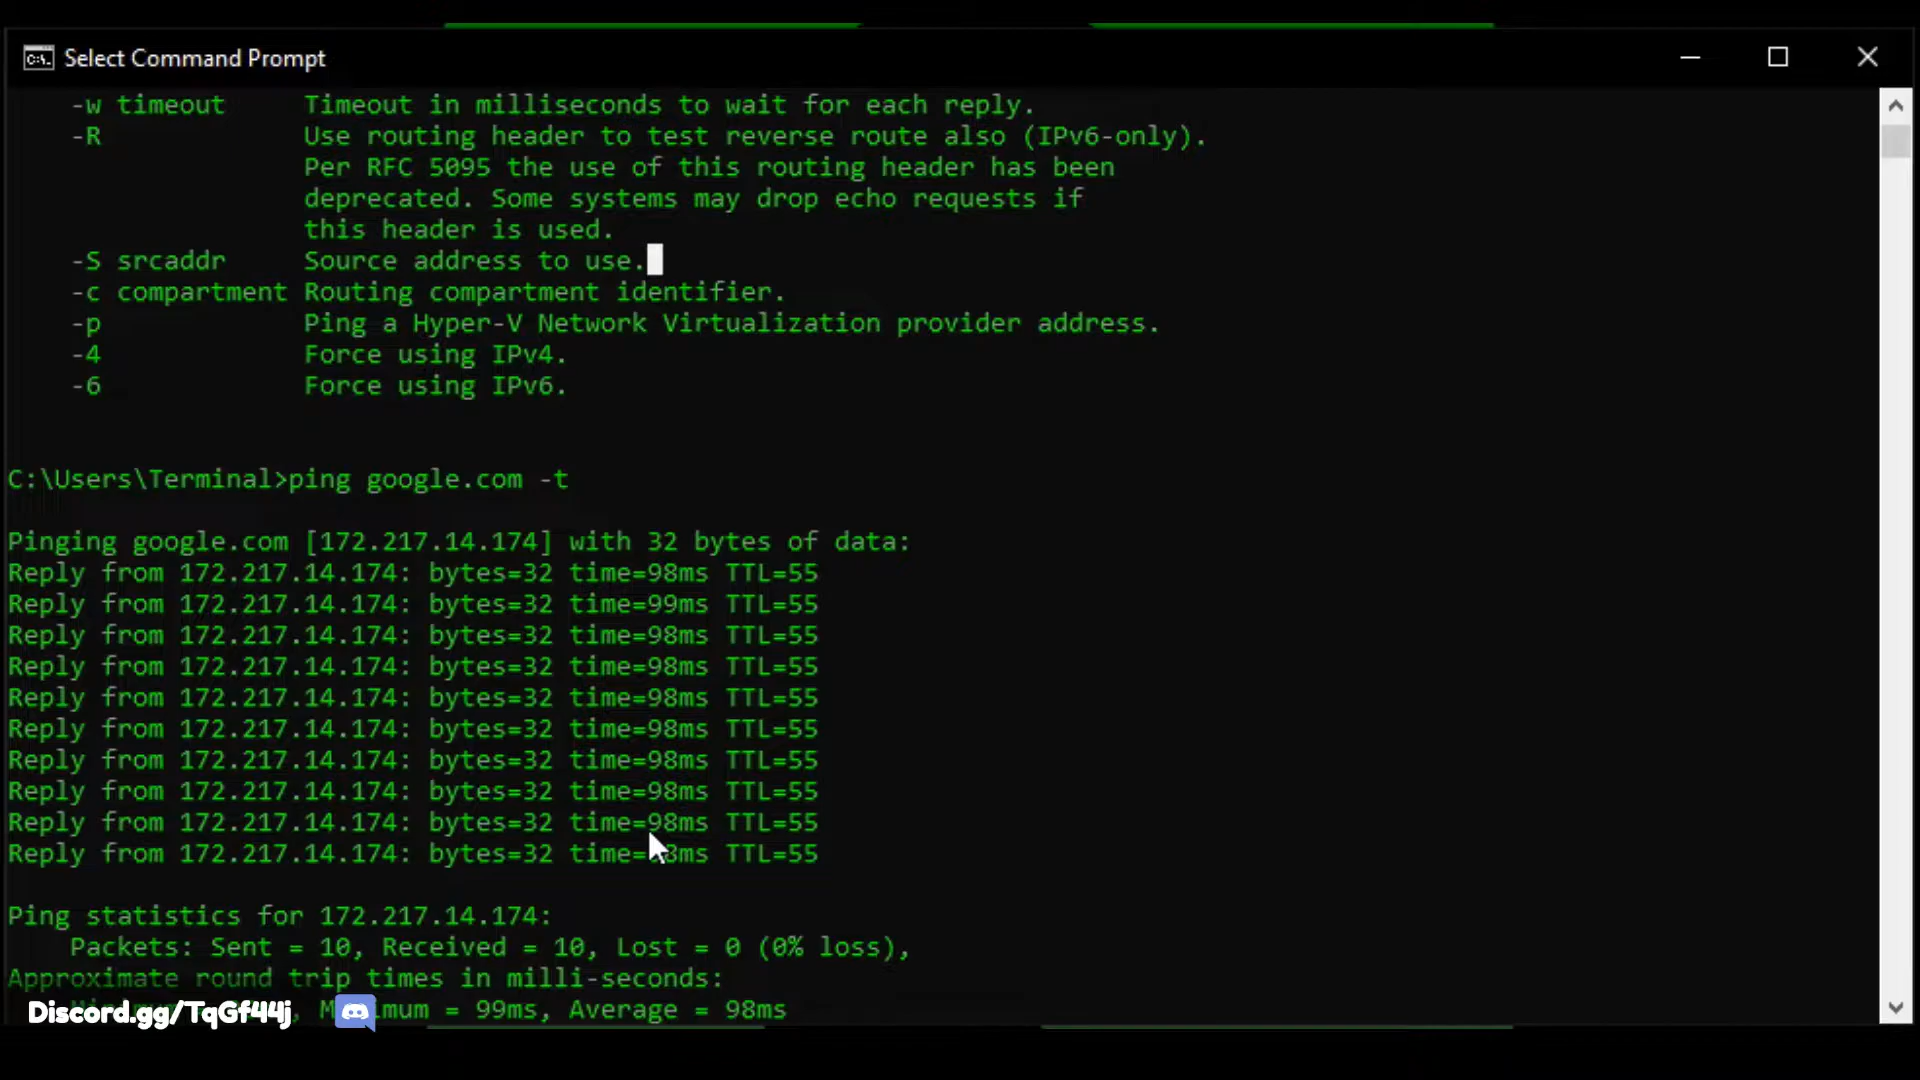 Select Command Prompt
-w timeout Timeout in milliseconds to wait for each reply.
-R Use routing header to test reverse route also (IPv6-only).
Per RFC 5095 the use of this routing header has been
deprecated. Some systems may drop echo requests if
this header is used.
-S srcaddr Source address to use.
-c compartment Routing compartment identifier.
-p Ping a Hyper-V Network Virtualization provider address.
-4 Force using IPv4.
-6 Force using IPv6.
C:\Users\Terminal>ping google.com -t
Pinging google.com [172.217.14.174] with 32 bytes of data:
Reply from 172.217.14.174: bytes=32 time=98ms TTL=55
Reply from 172.217.14.174: bytes=32 time=99ms TTL=55
Reply from 172.217.14.174: bytes=32 time=98ms TTL=55
Reply from 172.217.14.174: bytes=32 time=98ms TTL=55
Reply from 172.217.14.174: bytes=32 time=98ms TTL=55
Reply from 172.217.14.174: bytes=32 time=98ms TTL=55
Reply from 172.217.14.174: bytes=32 time=98ms TTL=55
Reply from 172.217.14.174: bytes=32 time=98ms TTL=55
Reply from 172.217.14.174: bytes=32 time=98ms TTL=55
Reply from 172.217.14.174: bytes=32 TTL=55
Ping statistics for 172.217.14.174:
Packets: Sent = 10, Received = 10, Lost = 0 (0% loss),
Approximate round trip times in milli-seconds:
= 99ms, Average = 98ms
Discord.gg/TqGf44j